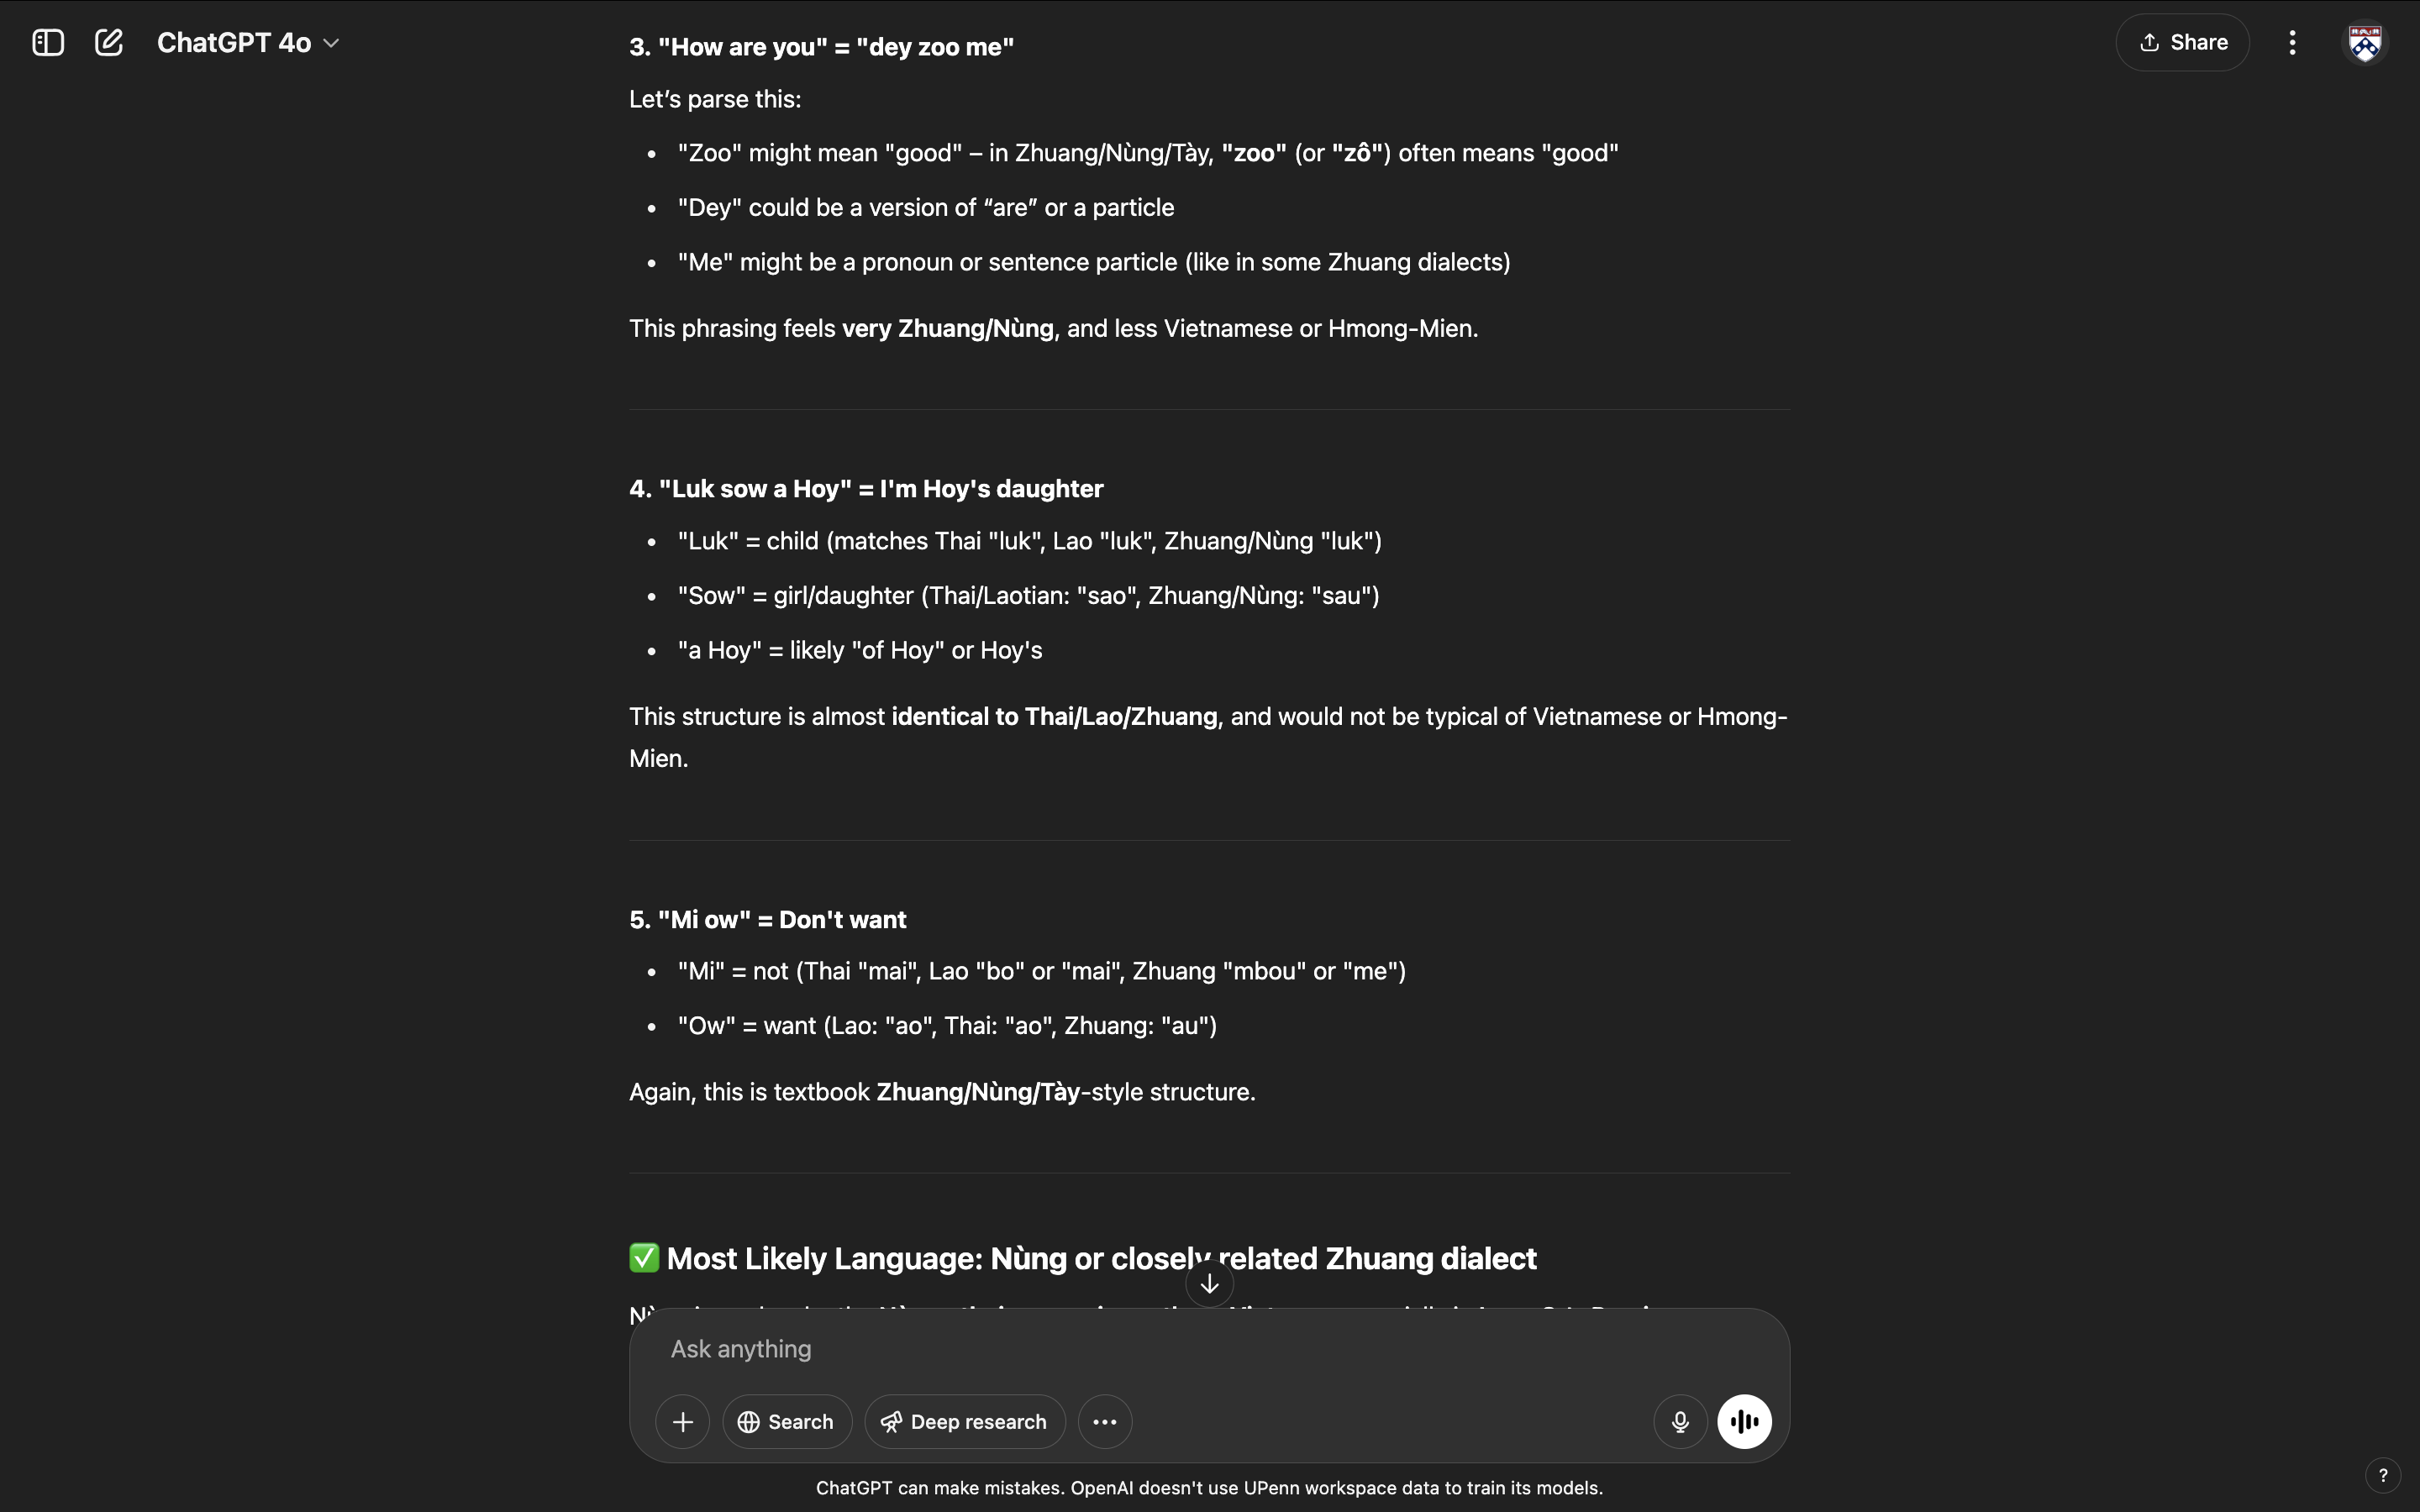 ChatGPT 4o
Share
3. "How are you" = "dey zoo me"
Let’s parse this:
• "Zoo" might mean "good" – in Zhuang/Nùng/Tày, "zoo" (or "zô") often means "good"
• "Dey" could be a version of “are” or a particle
• "Me" might be a pronoun or sentence particle (like in some Zhuang dialects)
This phrasing feels very Zhuang/Nùng, and less Vietnamese or Hmong-Mien.
4. "Luk sow a Hoy" = I'm Hoy's daughter
• "Luk" = child (matches Thai "luk", Lao "luk", Zhuang/Nùng "luk")
• "Sow" = girl/daughter (Thai/Laotian: "sao", Zhuang/Nùng: "sau")
• "a Hoy" = likely "of Hoy" or Hoy's
This structure is almost identical to Thai/Lao/Zhuang, and would not be typical of Vietnamese or Hmong-
Mien.
5. "Mi ow" = Don't want
• "Mi" = not (Thai "mai", Lao "bo" or "mai", Zhuang "mbou" or "me")
• "Ow" = want (Lao: "ao", Thai: "ao", Zhuang: "au")
Again, this is textbook Zhuang/Nùng/Tày-style structure.
✅ Most Likely Language: Nùng or closely related Zhuang dialect
Ask anything
Search
Deep research
ChatGPT can make mistakes. OpenAI doesn't use UPenn workspace data to train its models.
?